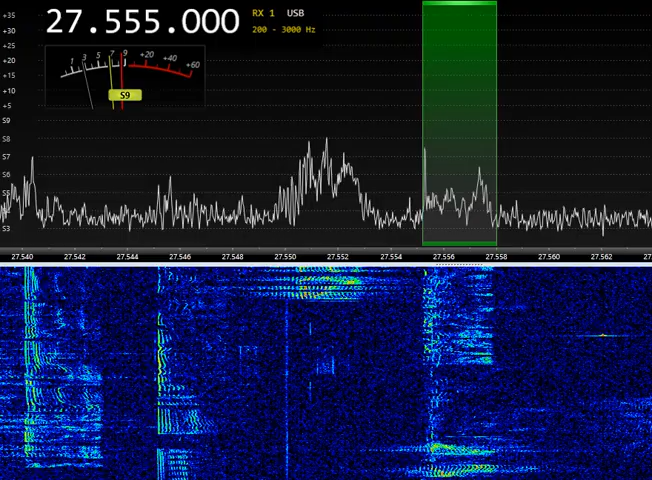 27.555.000
RX 1 USB
200 - 3000 Hz
1 3 5 7 9 +20 +40 +60
S9
+35
+30
+25
+20
+15
+10
+5
S9
S8
S7
S6
S5
S4
S3
27.540 27.542 27.544 27.546 27.548 27.550 27.552 27.554 27.556 27.558 27.560 27.562 27.